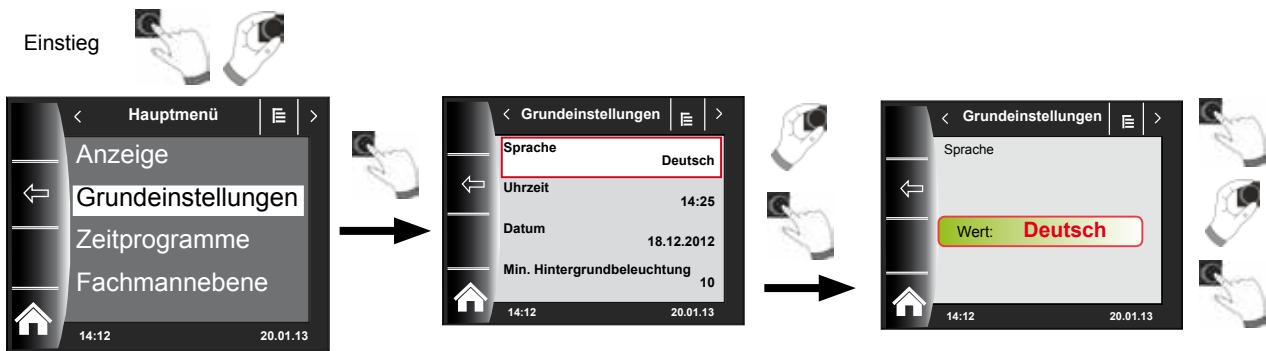 Einstieg
Hauptmenü
Anzeige
Grundeinstellungen
Zeitprogramme
Fachmannebene
14:12 20.01.13
Grundeinstellungen
Sprache
Deutsch
Uhrzeit
14:25
Datum
18.12.2012
Min. Hintergrundbeleuchtung
10
14:12 20.01.13
Grundeinstellungen
Sprache
Wert: Deutsch
14:12 20.01.13